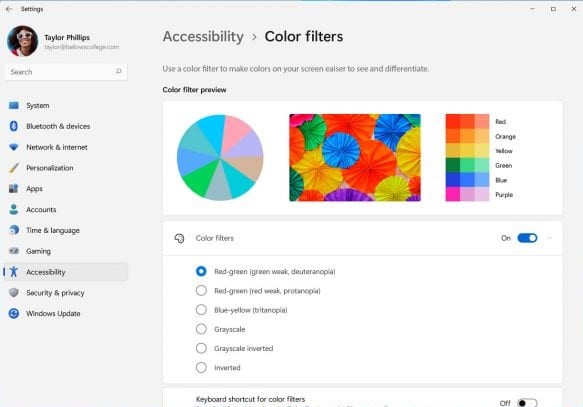 Settings
Taylor Phillips
taylor@bellowscollege.com
Search
System
Bluetooth & devices
Network & internet
Personalization
Apps
Accounts
Time & language
Gaming
Accessibility
Security & privacy
Windows Update
Accessibility > Color filters
Use a color filter to make colors on your screen eaiser to see and differentiate.
Color filter preview
Red
Orange
Yellow
Green
Blue
Purple
Color filters On
Red-green (green weak, deuteranopia)
Red-green (red weak, protanopia)
Blue-yellow (tritanopia)
Grayscale
Grayscale inverted
Inverted
Keyboard shortcut for color filters Off